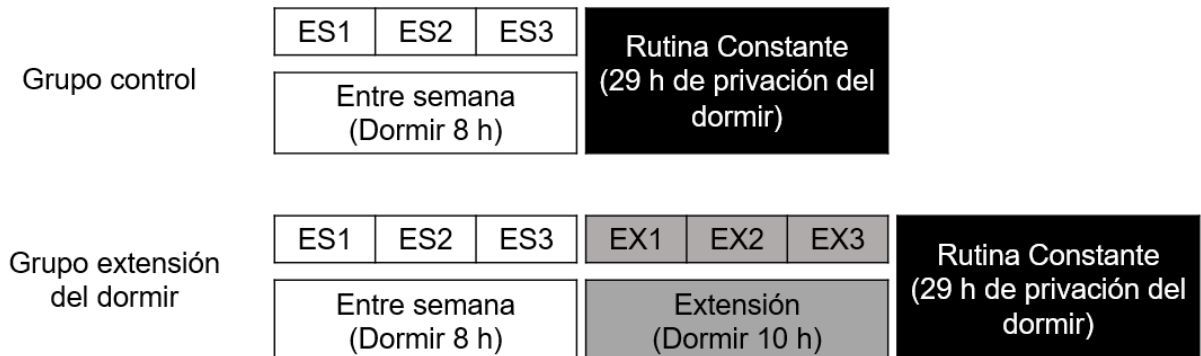 Grupo control
ES1 ES2 ES3
Entre semana
(Dormir 8 h)
Rutina Constante
(29 h de privación del
dormir)
Grupo extensión
del dormir
ES1 ES2 ES3
Entre semana
(Dormir 8 h)
EX1 EX2 EX3
Extensión
(Dormir 10 h)
Rutina Constante
(29 h de privación del
dormir)